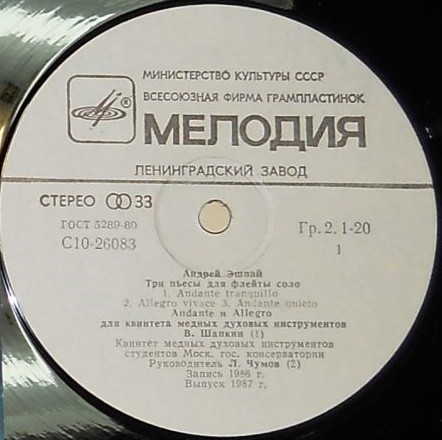 МИНИСТЕРСТВО КУЛЬТУРЫ СССР
ВСЕСОЮЗНАЯ ФИРМА ГРАМПЛАСТИНОК
®
МЕЛОДИЯ
ЛЕНИНГРАДСКИЙ ЗАВОД
СТЕРЕО 33
ГОСТ 5289-80
Гр.2.1-20
С10-26083
1
Андрей Эшпай
Три пьесы для флейты соло
1. Andante tranquillo
2. Allegro vivace 3. Andante quieto
Andante и Allegro
для квинтета медных духовых инструментов
В. Шапкин (1)
Квинтет медных духовых инструментов
студентов Моск. гос. консерватории
Руководитель Л. Чумов (2)
Запись 1986 г.
Выпуск 1987 г.